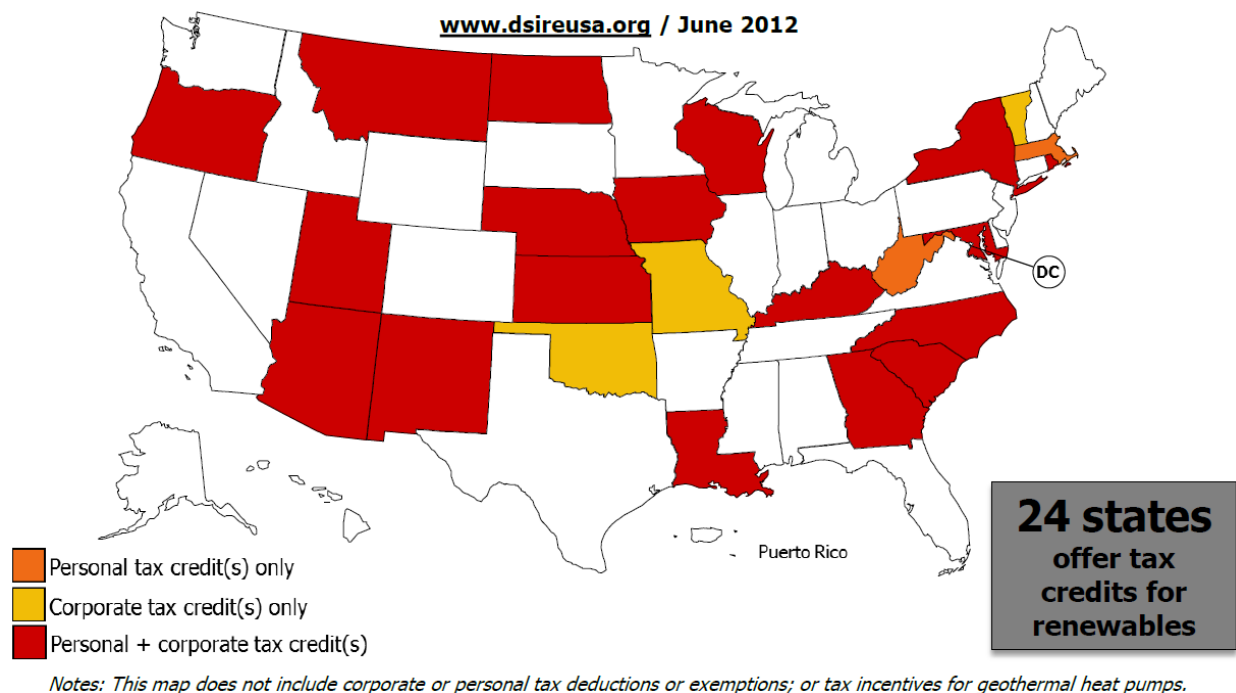 www.dsireusa.org / June 2012
DC
Puerto Rico
24 states
offer tax
credits for
renewables
Personal tax credit(s) only
Corporate tax credit(s) only
Personal + corporate tax credit(s)
Notes: This map does not include corporate or personal tax deductions or exemptions; or tax incentives for geothermal heat pumps.